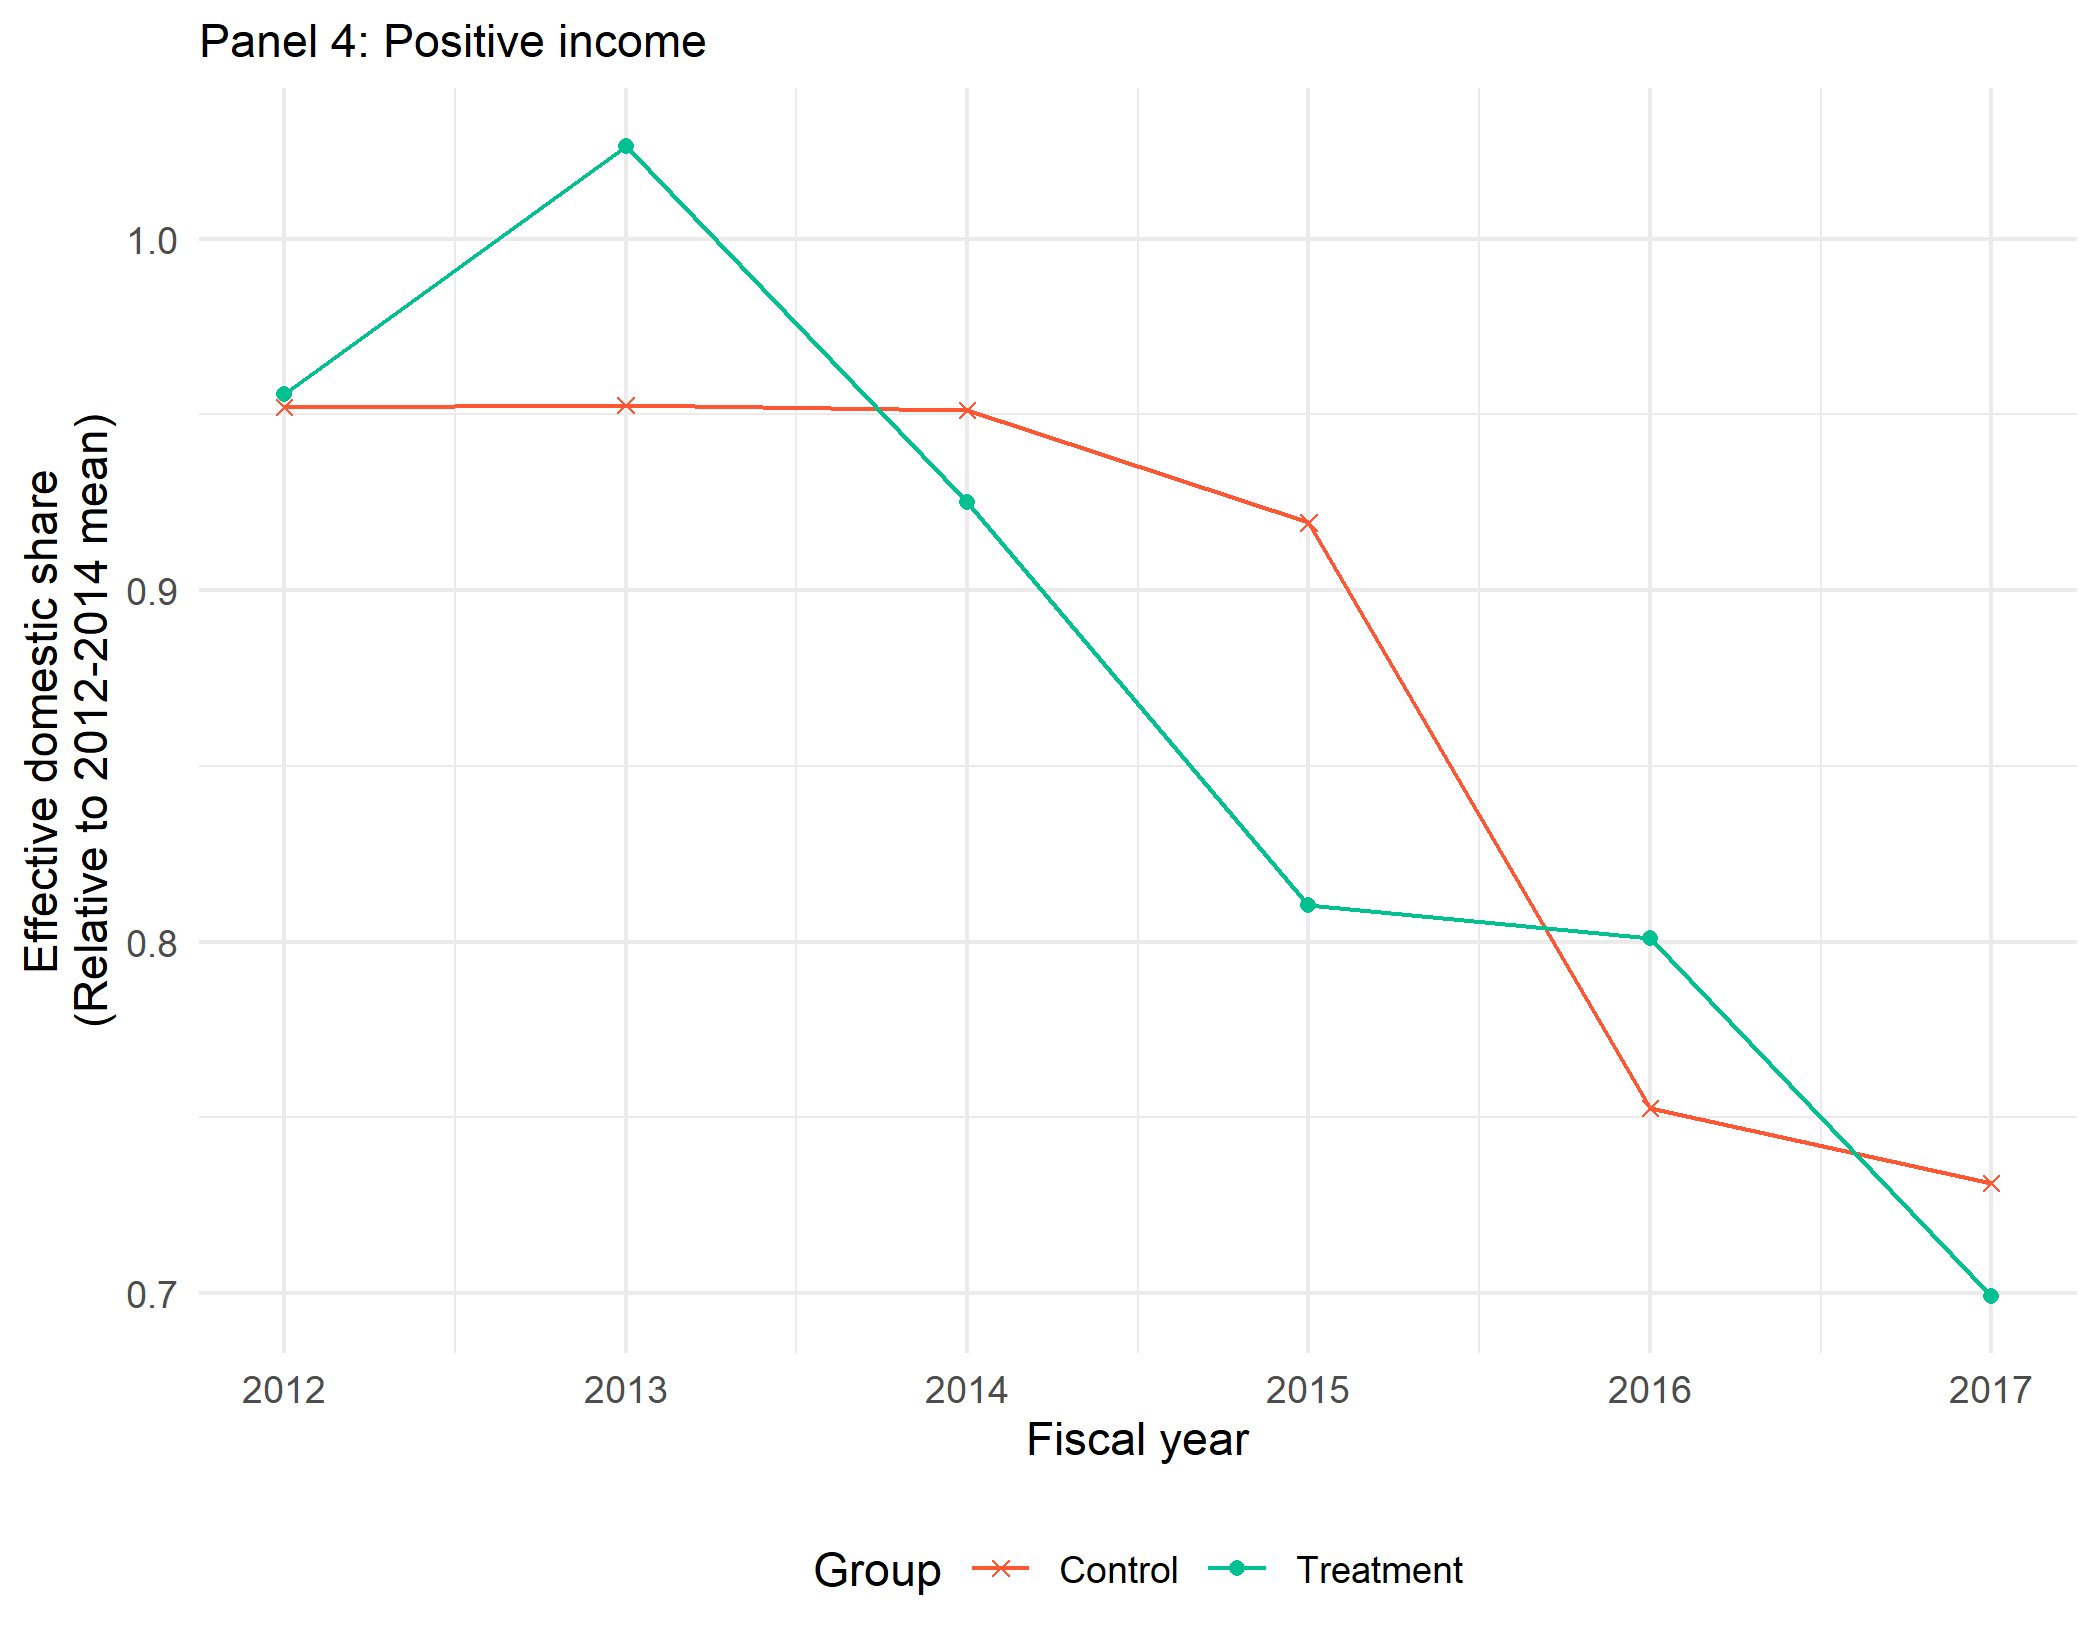 Panel 4: Positive income
Effective domestic share
(Relative to 2012-2014 mean)
1.0
0.9
0.8
0.7
2012 2013 2014 2015 2016 2017
Fiscal year
Group Control Treatment